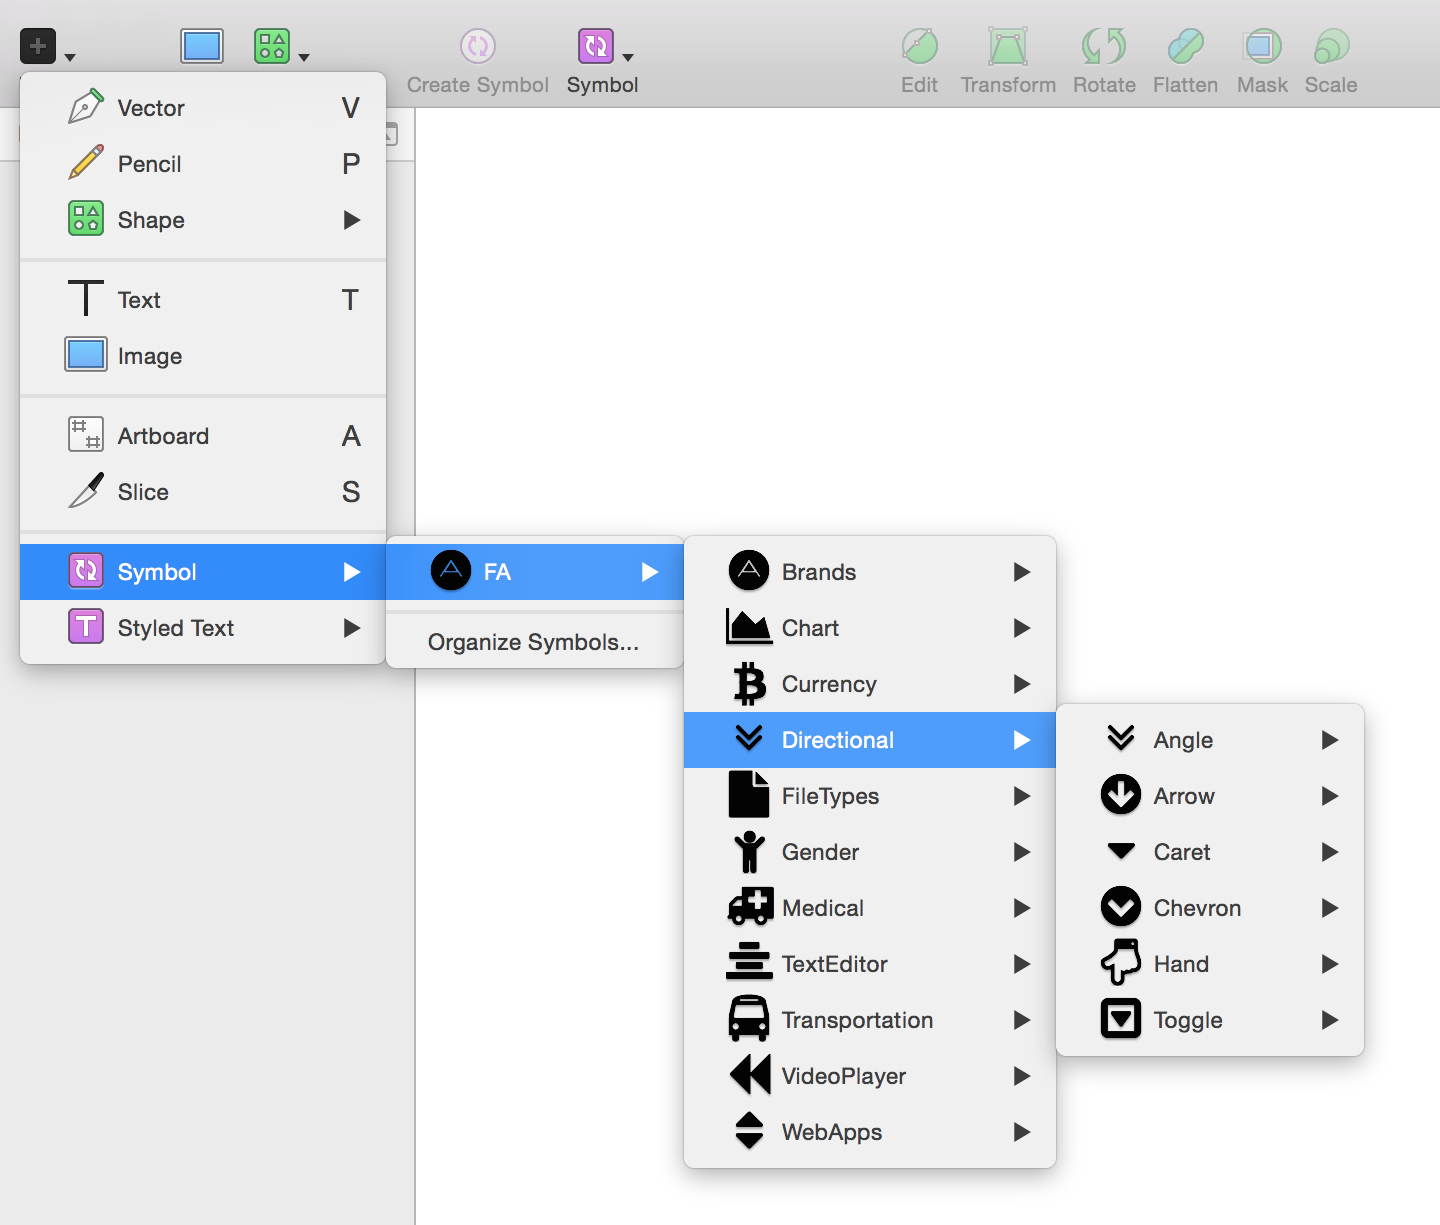 Create Symbol
Symbol
Edit
Transform
Rotate
Flatten
Mask
Scale
Vector V
Pencil P
Shape
Text T
Image
Artboard A
Slice S
Symbol
Styled Text
FA
Organize Symbols...
Brands
Chart
Currency
Directional
FileTypes
Gender
Medical
TextEditor
Transportation
VideoPlayer
WebApps
Angle
Arrow
Caret
Chevron
Hand
Toggle